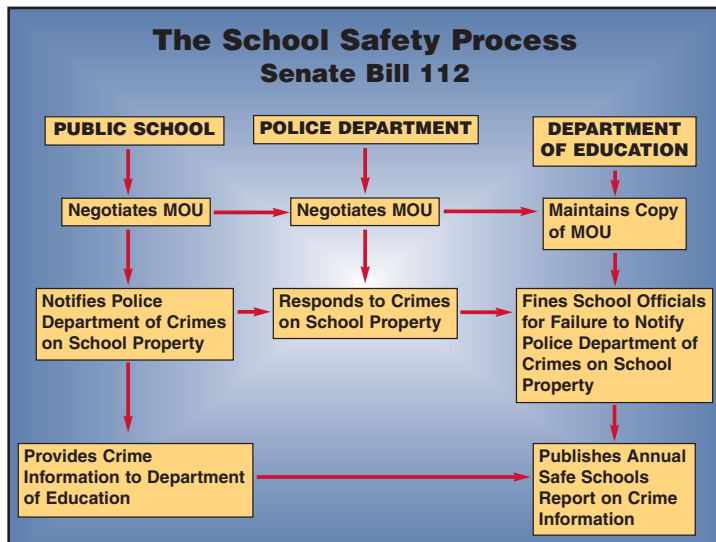 The School Safety Process
Senate Bill 112
PUBLIC SCHOOL
POLICE DEPARTMENT
DEPARTMENT
OF EDUCATION
Negotiates MOU
Negotiates MOU
Maintains Copy
of MOU
Notifies Police
Department of Crimes
on School Property
Responds to Crimes
on School Property
Fines School Officials
for Failure to Notify
Police Department of
Crimes on School
Property
Provides Crime
Information to Department
of Education
Publishes Annual
Safe Schools
Report on Crime
Information